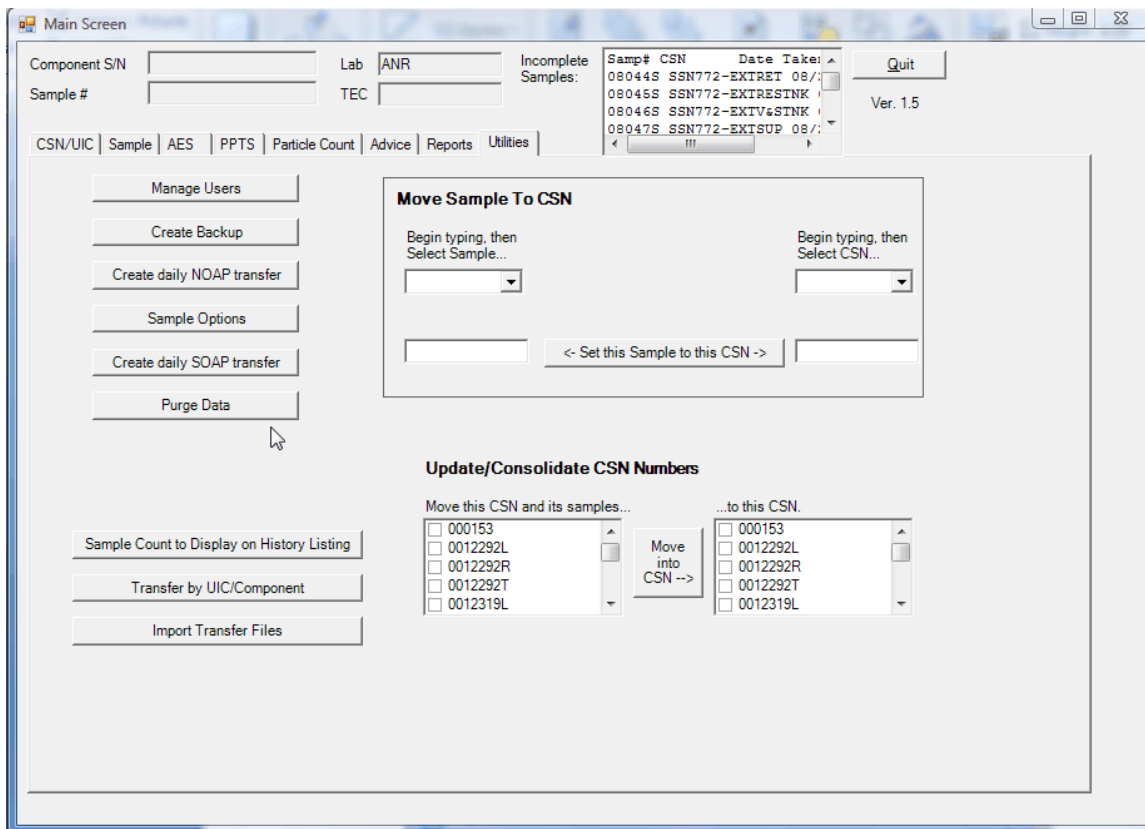 Main Screen
Component S/N
Lab ANR
Incomplete
Samples:
Samp# CSN Date Taker
08044S SSN772-EXTRET 08/
08045S SSN772-EXTRESTNK
08046S SSN772-EXTV&STNK
08047S SSN772-EXTSUP 08/
Quit
Sample #
TEC
Ver. 1.5
CSN/UIC Sample AES PPTS Particle Count Advice Reports Utilities
Manage Users
Create Backup
Create daily NOAP transfer
Sample Options
Create daily SOAP transfer
Purge Data
Move Sample To CSN
Begin typing, then
Select Sample...
Begin typing, then
Select CSN...
<- Set this Sample to this CSN ->
Update/Consolidate CSN Numbers
Move this CSN and its samples...
...to this CSN.
000153
0012292L
0012292R
0012292T
0012319L
Move
into
CSN -->
000153
0012292L
0012292R
0012292T
0012319L
Sample Count to Display on History Listing
Transfer by UIC/Component
Import Transfer Files